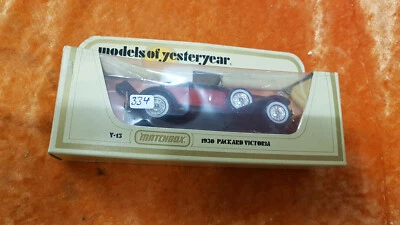 models of yesteryear
334
Y-15 MATCHBOX 1930 PACKARD VICTORIA